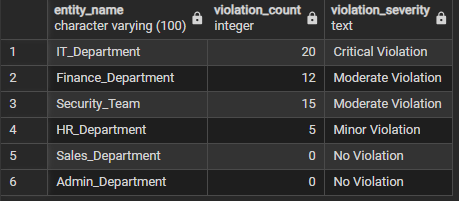 entity_name violation_count violation_severity
character varying (100) integer text
1 IT_Department 20 Critical Violation
2 Finance_Department 12 Moderate Violation
3 Security_Team 15 Moderate Violation
4 HR_Department 5 Minor Violation
5 Sales_Department 0 No Violation
6 Admin_Department 0 No Violation